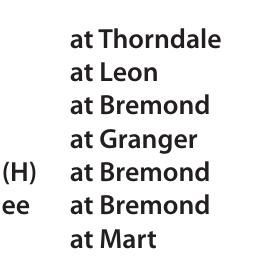 at Thorndale
at Leon
at Bremond
at Granger
(H) at Bremond
ee at Bremond
at Mart